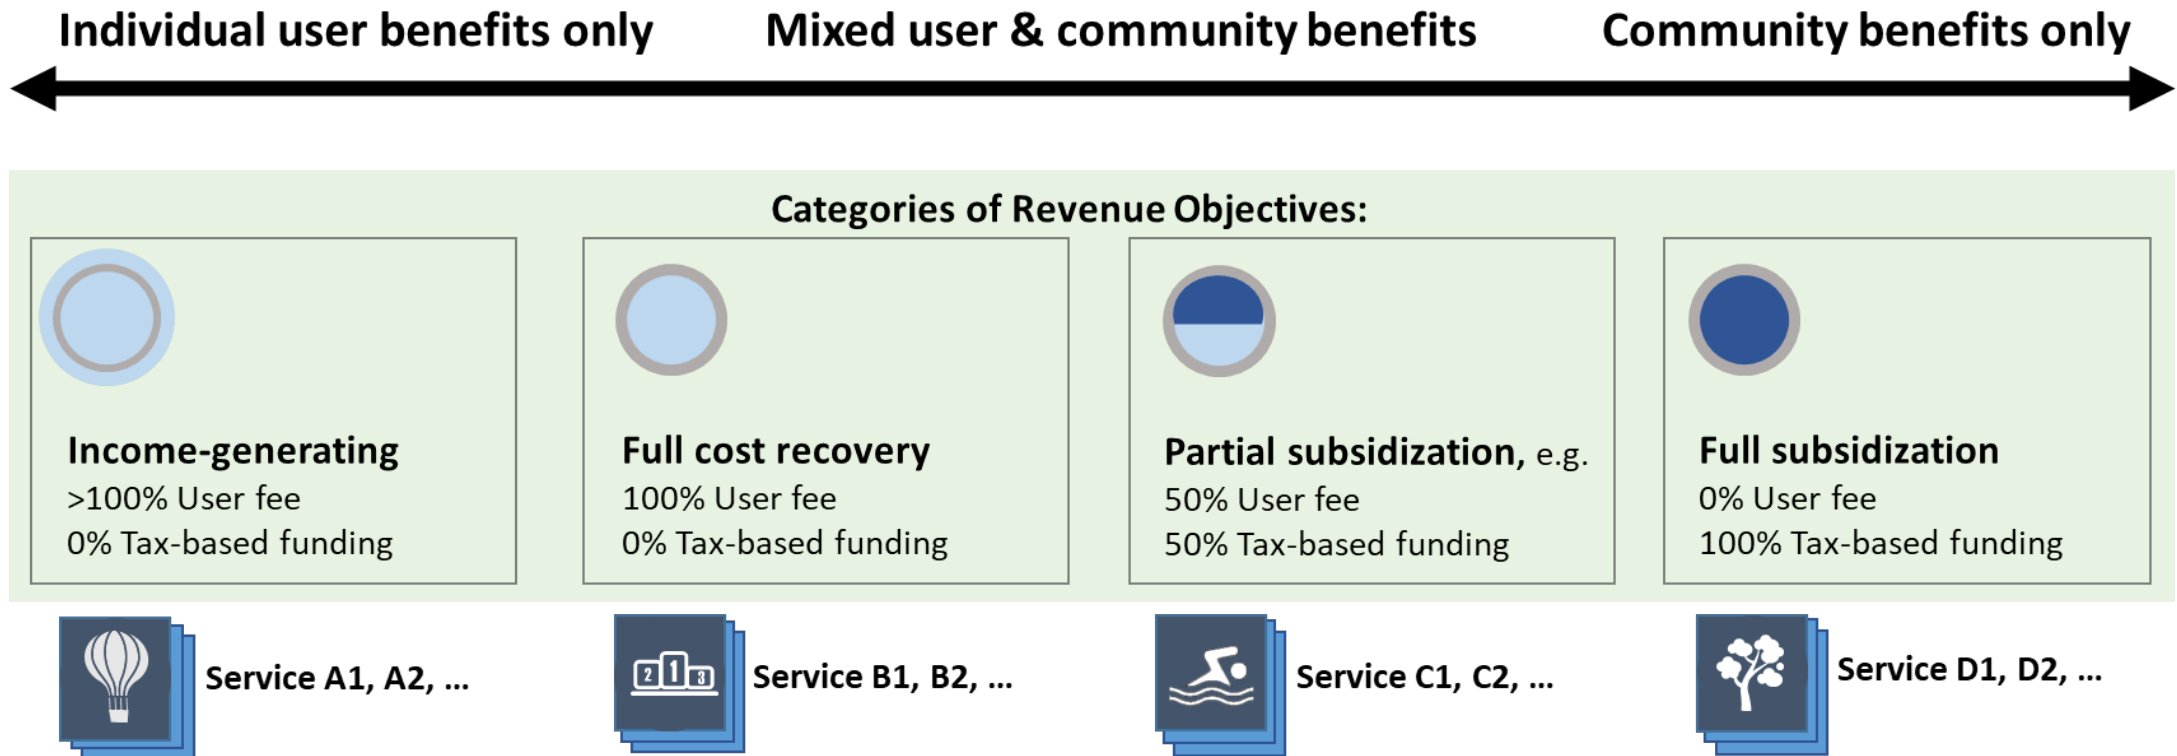 Individual user benefits only
Mixed user & community benefits
Community benefits only
Categories of Revenue Objectives:
Income-generating
>100% User fee
0% Tax-based funding
Full cost recovery
100% User fee
0% Tax-based funding
Partial subsidization, e.g.
50% User fee
50% Tax-based funding
Full subsidization
0% User fee
100% Tax-based funding
Service A1, A2, ...
2 1 3
Service B1, B2, ...
Service C1, C2, ...
Service D1, D2, ...